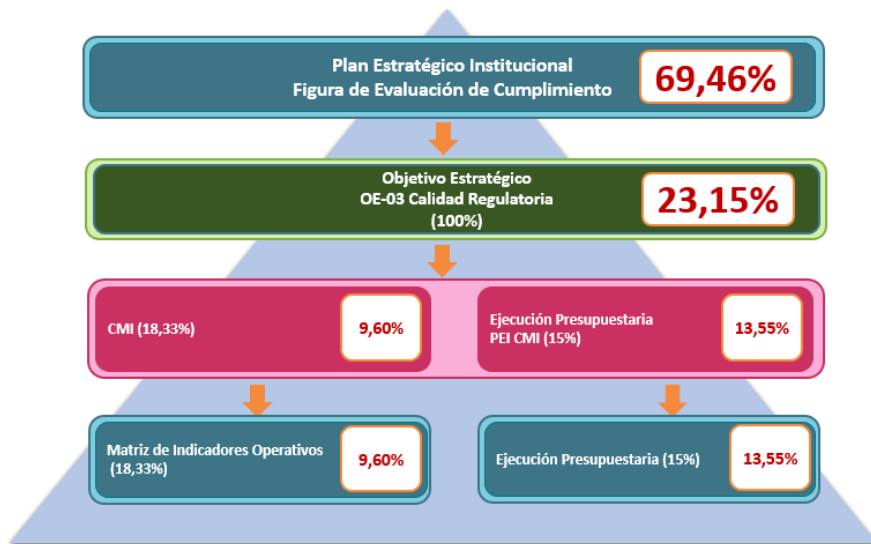 Plan Estratégico Institucional
Figura de Evaluación de Cumplimiento
69,46%
Objetivo Estratégico
OE-03 Calidad Regulatoria
(100%)
23,15%
CMI (18,33%)
9,60%
Ejecución Presupuestaria
PEI CMI (15%)
13,55%
Matriz de Indicadores Operativos
(18,33%)
9,60%
Ejecución Presupuestaria (15%)
13,55%